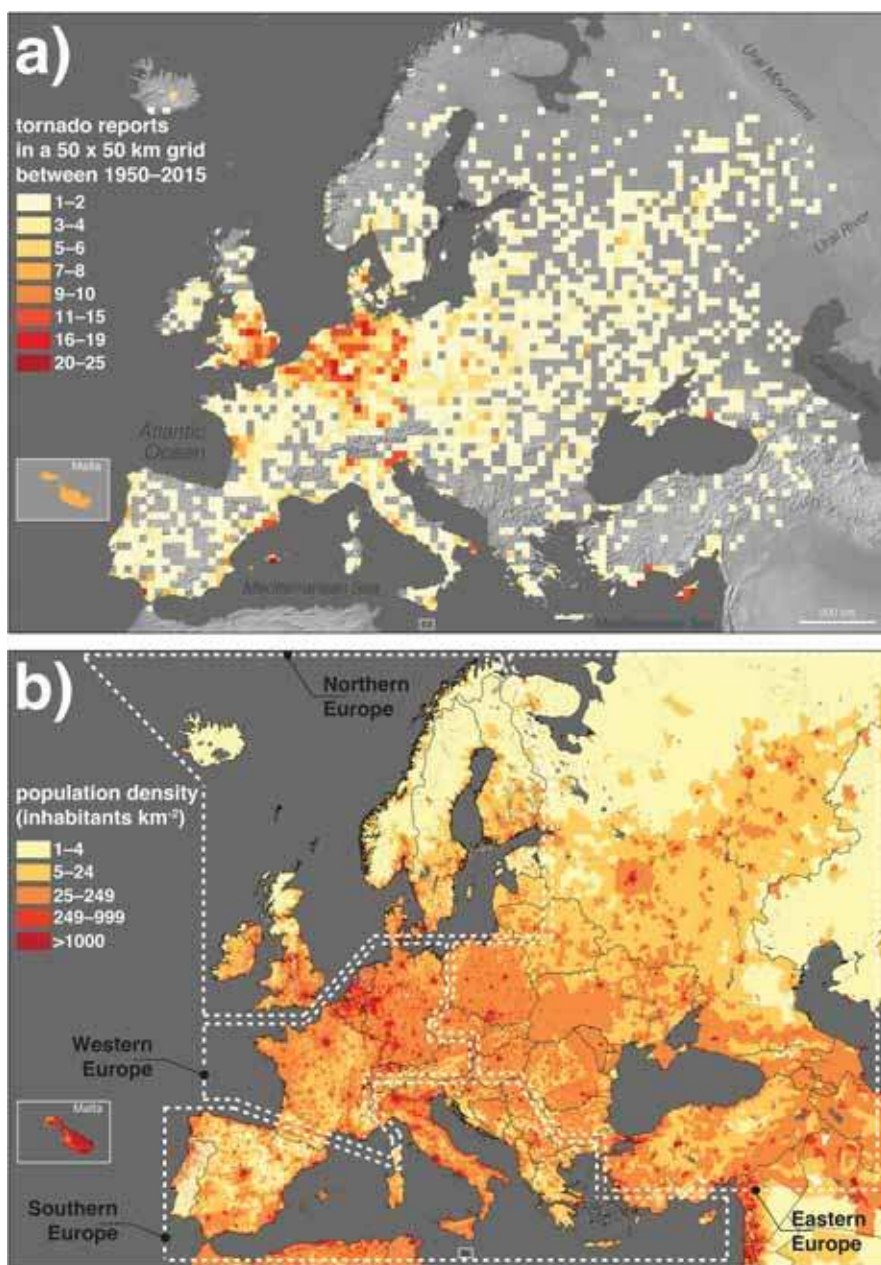 a)
Ural Mountains
tornado reports
in a 50 x 50 km grid
between 1950–2015
1–2
3–4
5–6
7–8
9–10
11–15
16–19
20–25
Ural River
Atlantic
Ocean
Malta
Mediterranean Sea
b)
Northern
Europe
population density
(inhabitants km⁻²)
1–4
5–24
25–249
249–999
>1000
Western
Europe
Malta
Southern
Europe
Eastern
Europe